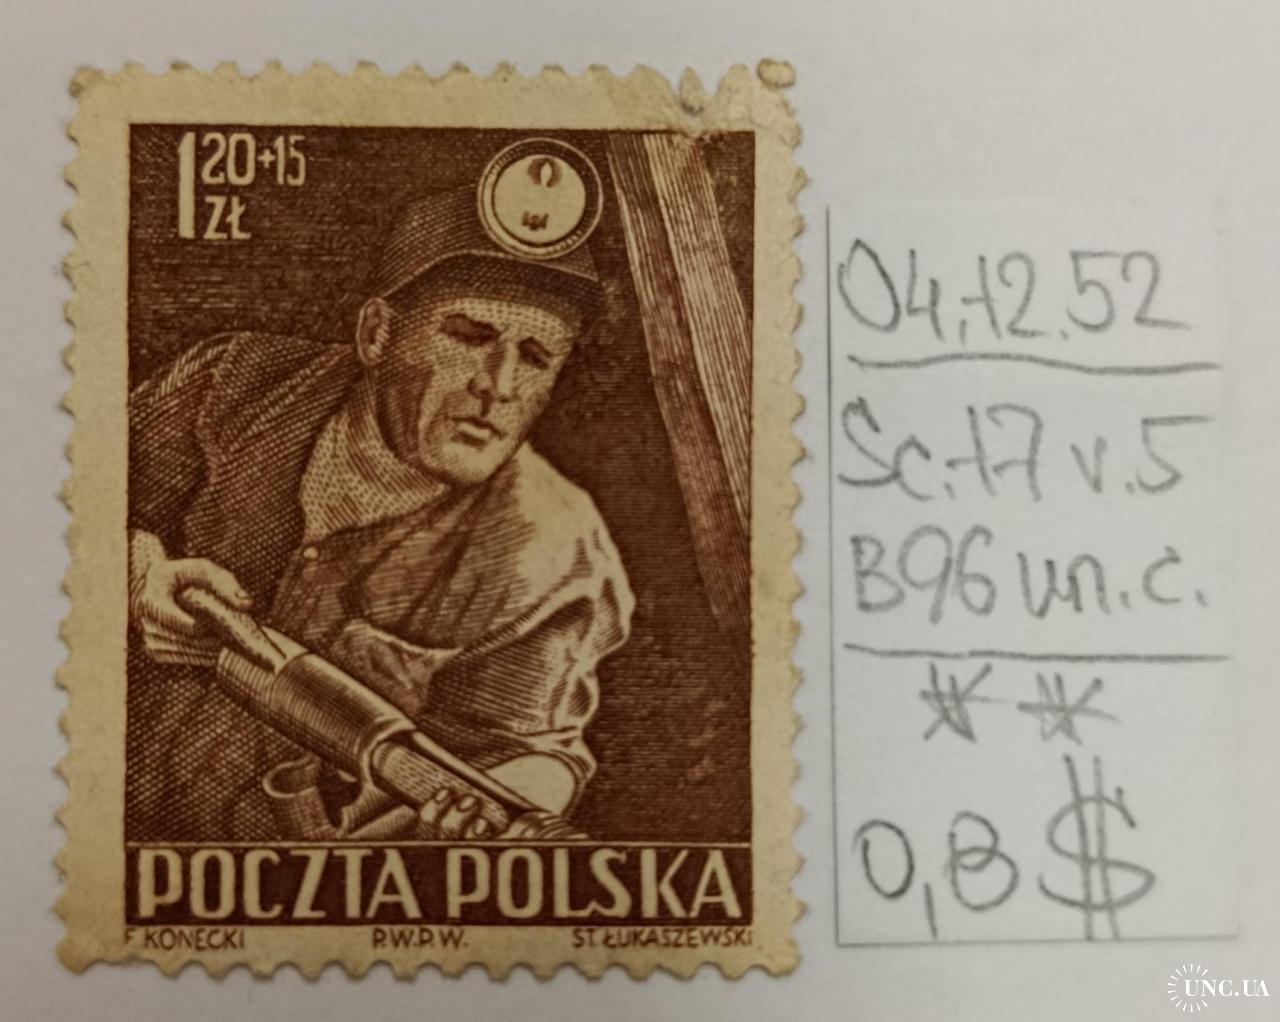 1 20+15
ZŁ
POCZTA POLSKA
F. KONECKI P.W.P.W. ST. ŁUKASZEWSKI
04.12.52
Sc.17 v.5
B96 un.c.
**
0,8 $
UNC.UA